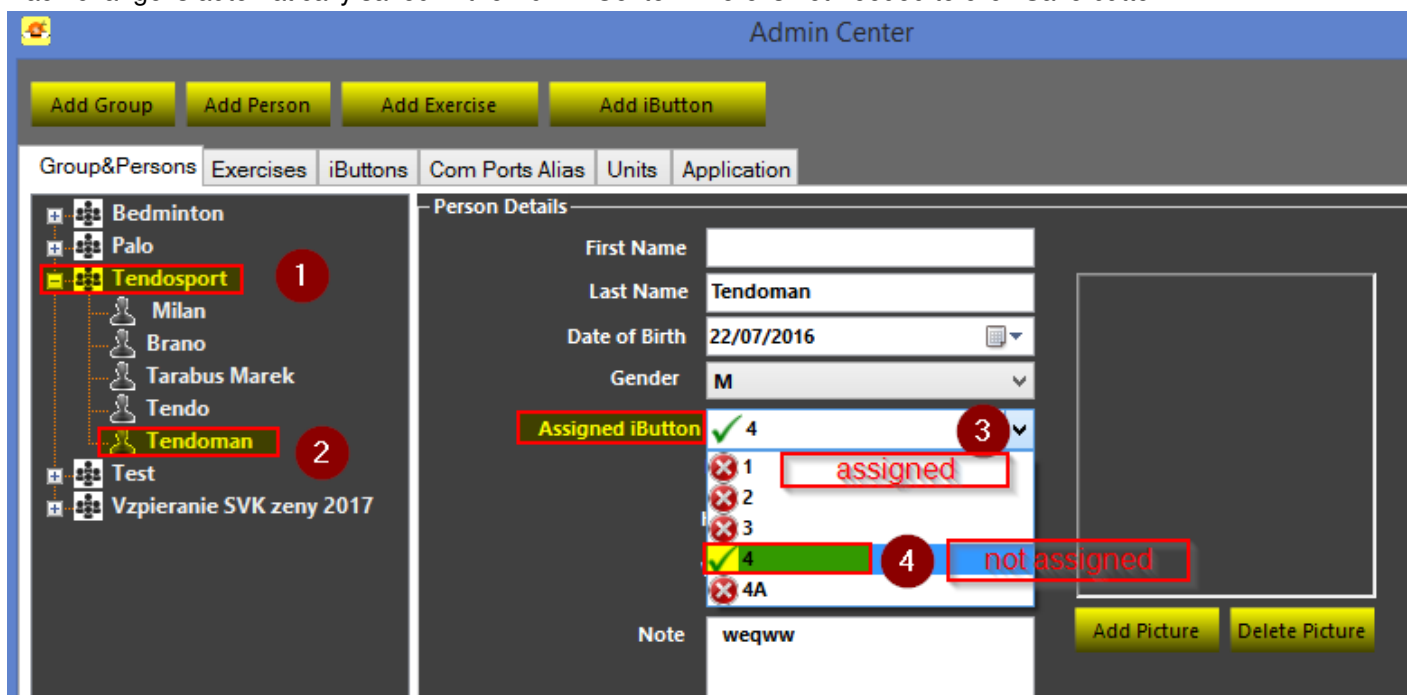 Admin Center
Add Group Add Person Add Exercise Add iButton
Group&Persons Exercises iButtons Com Ports Alias Units Application
Bedminton
Palo
Tendosport 1
Milan
Brano
Tarabus Marek
Tendo
Tendoman 2
Test
Vzpieranie SVK zeny 2017
Person Details
First Name
Last Name Tendoman
Date of Birth 22/07/2016
Gender M
Assigned iButton 4 3
1 assigned
2
3
4 4 not assigned
4A
Note weqww
Add Picture Delete Picture